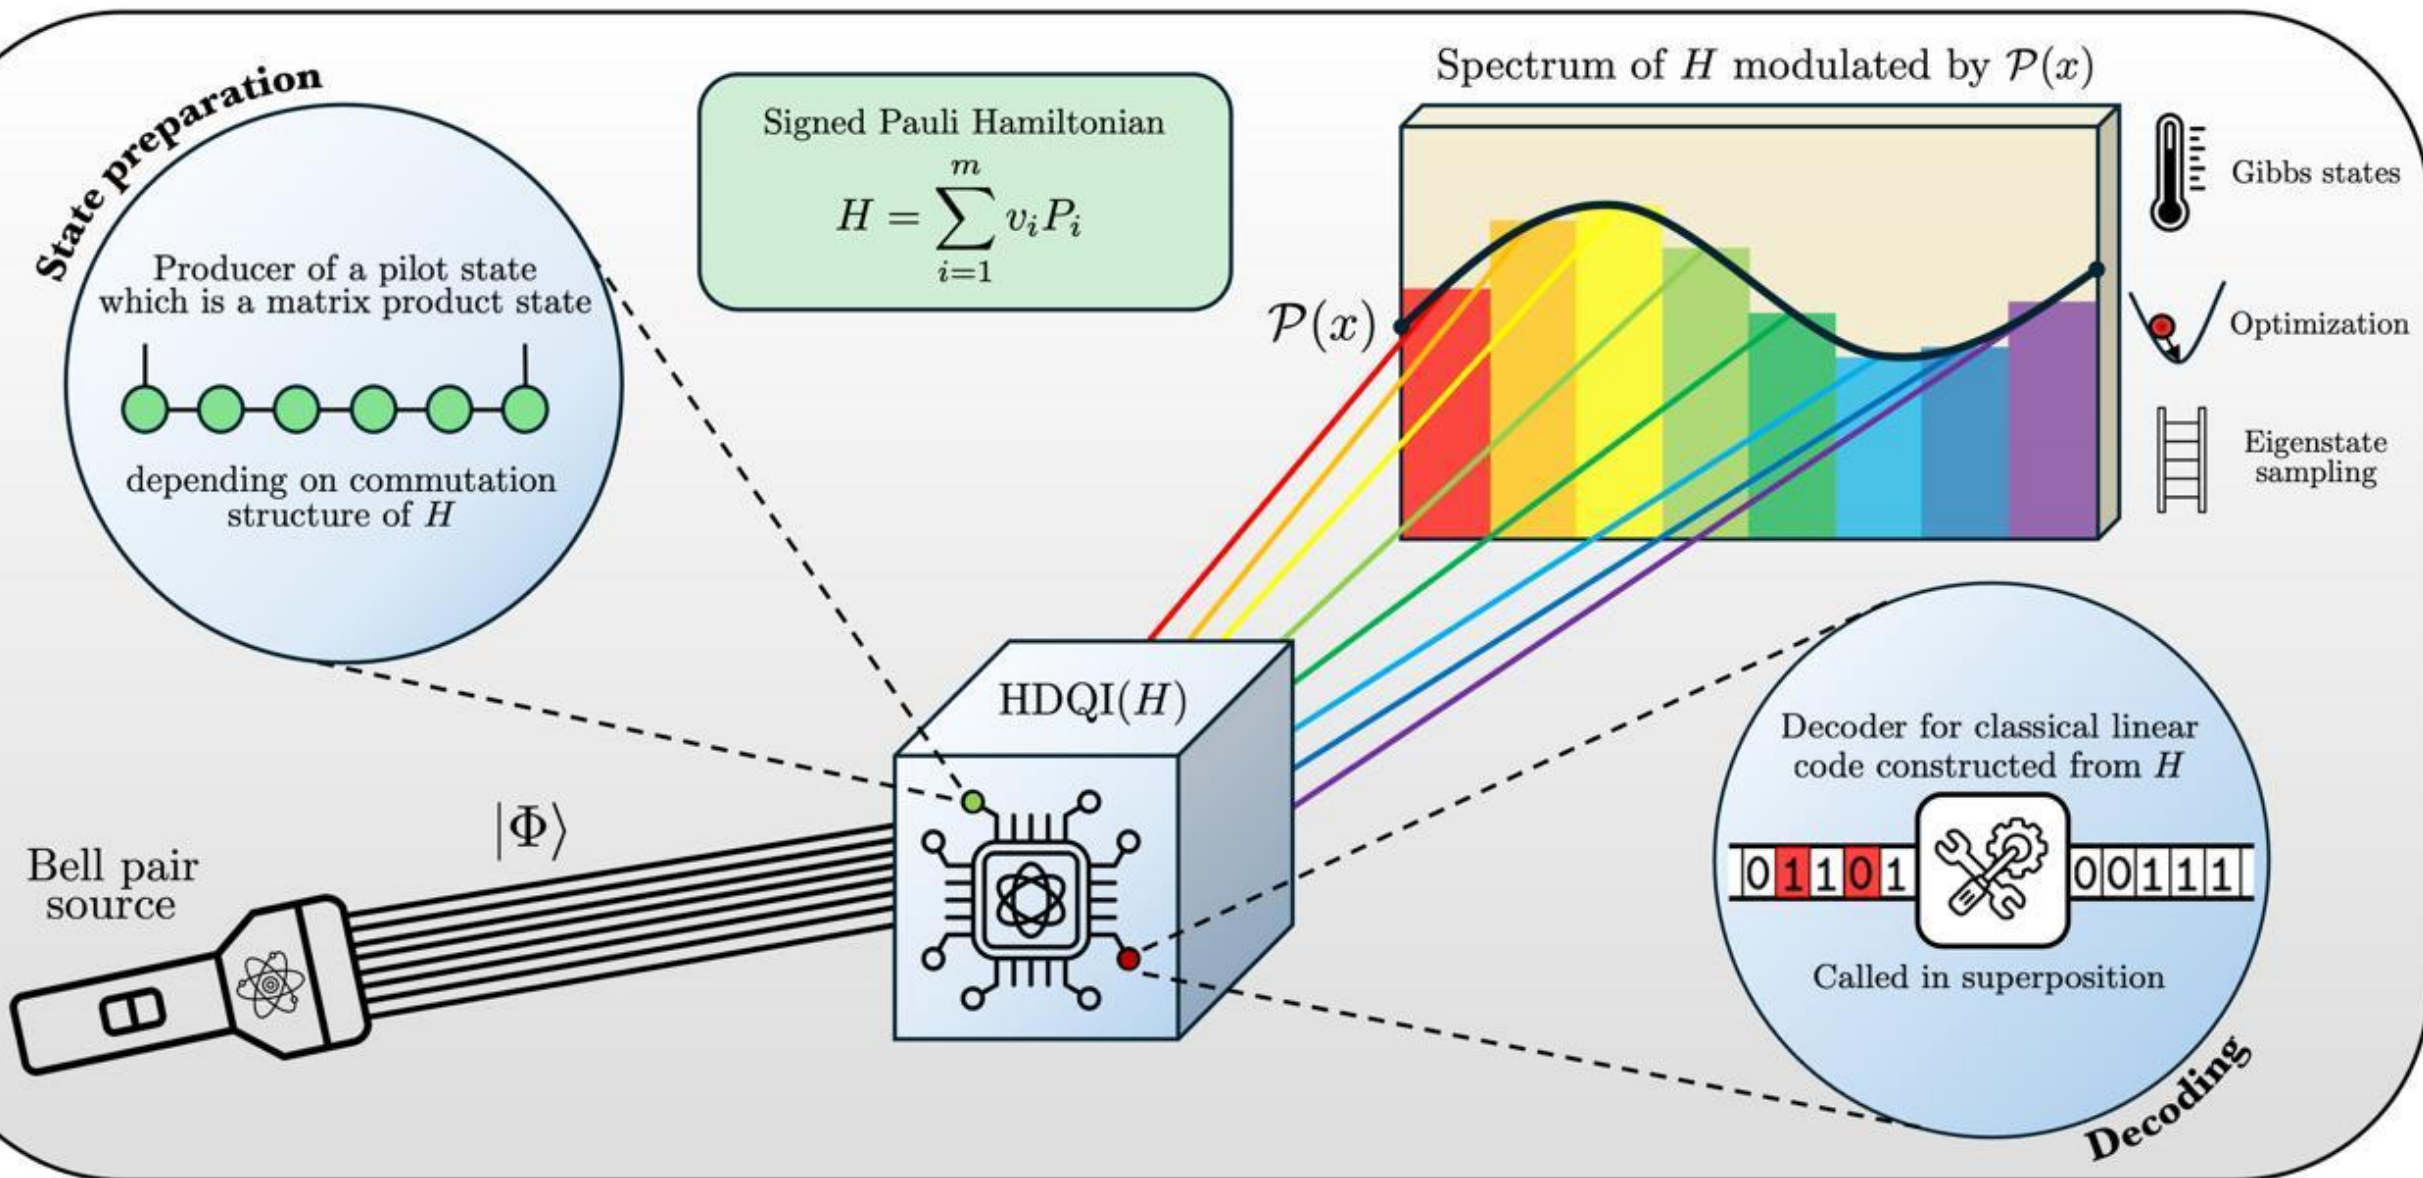 State preparation
Producer of a pilot state
which is a matrix product state
depending on commutation
structure of H
Signed Pauli Hamiltonian
m
H = ∑ v_i P_i
i=1
Spectrum of H modulated by 𝒫(x)
𝒫(x)
Gibbs states
Optimization
Eigenstate
sampling
HDQI(H)
|Φ⟩
Bell pair
source
Decoder for classical linear
code constructed from H
01101 00111
Called in superposition
Decoding